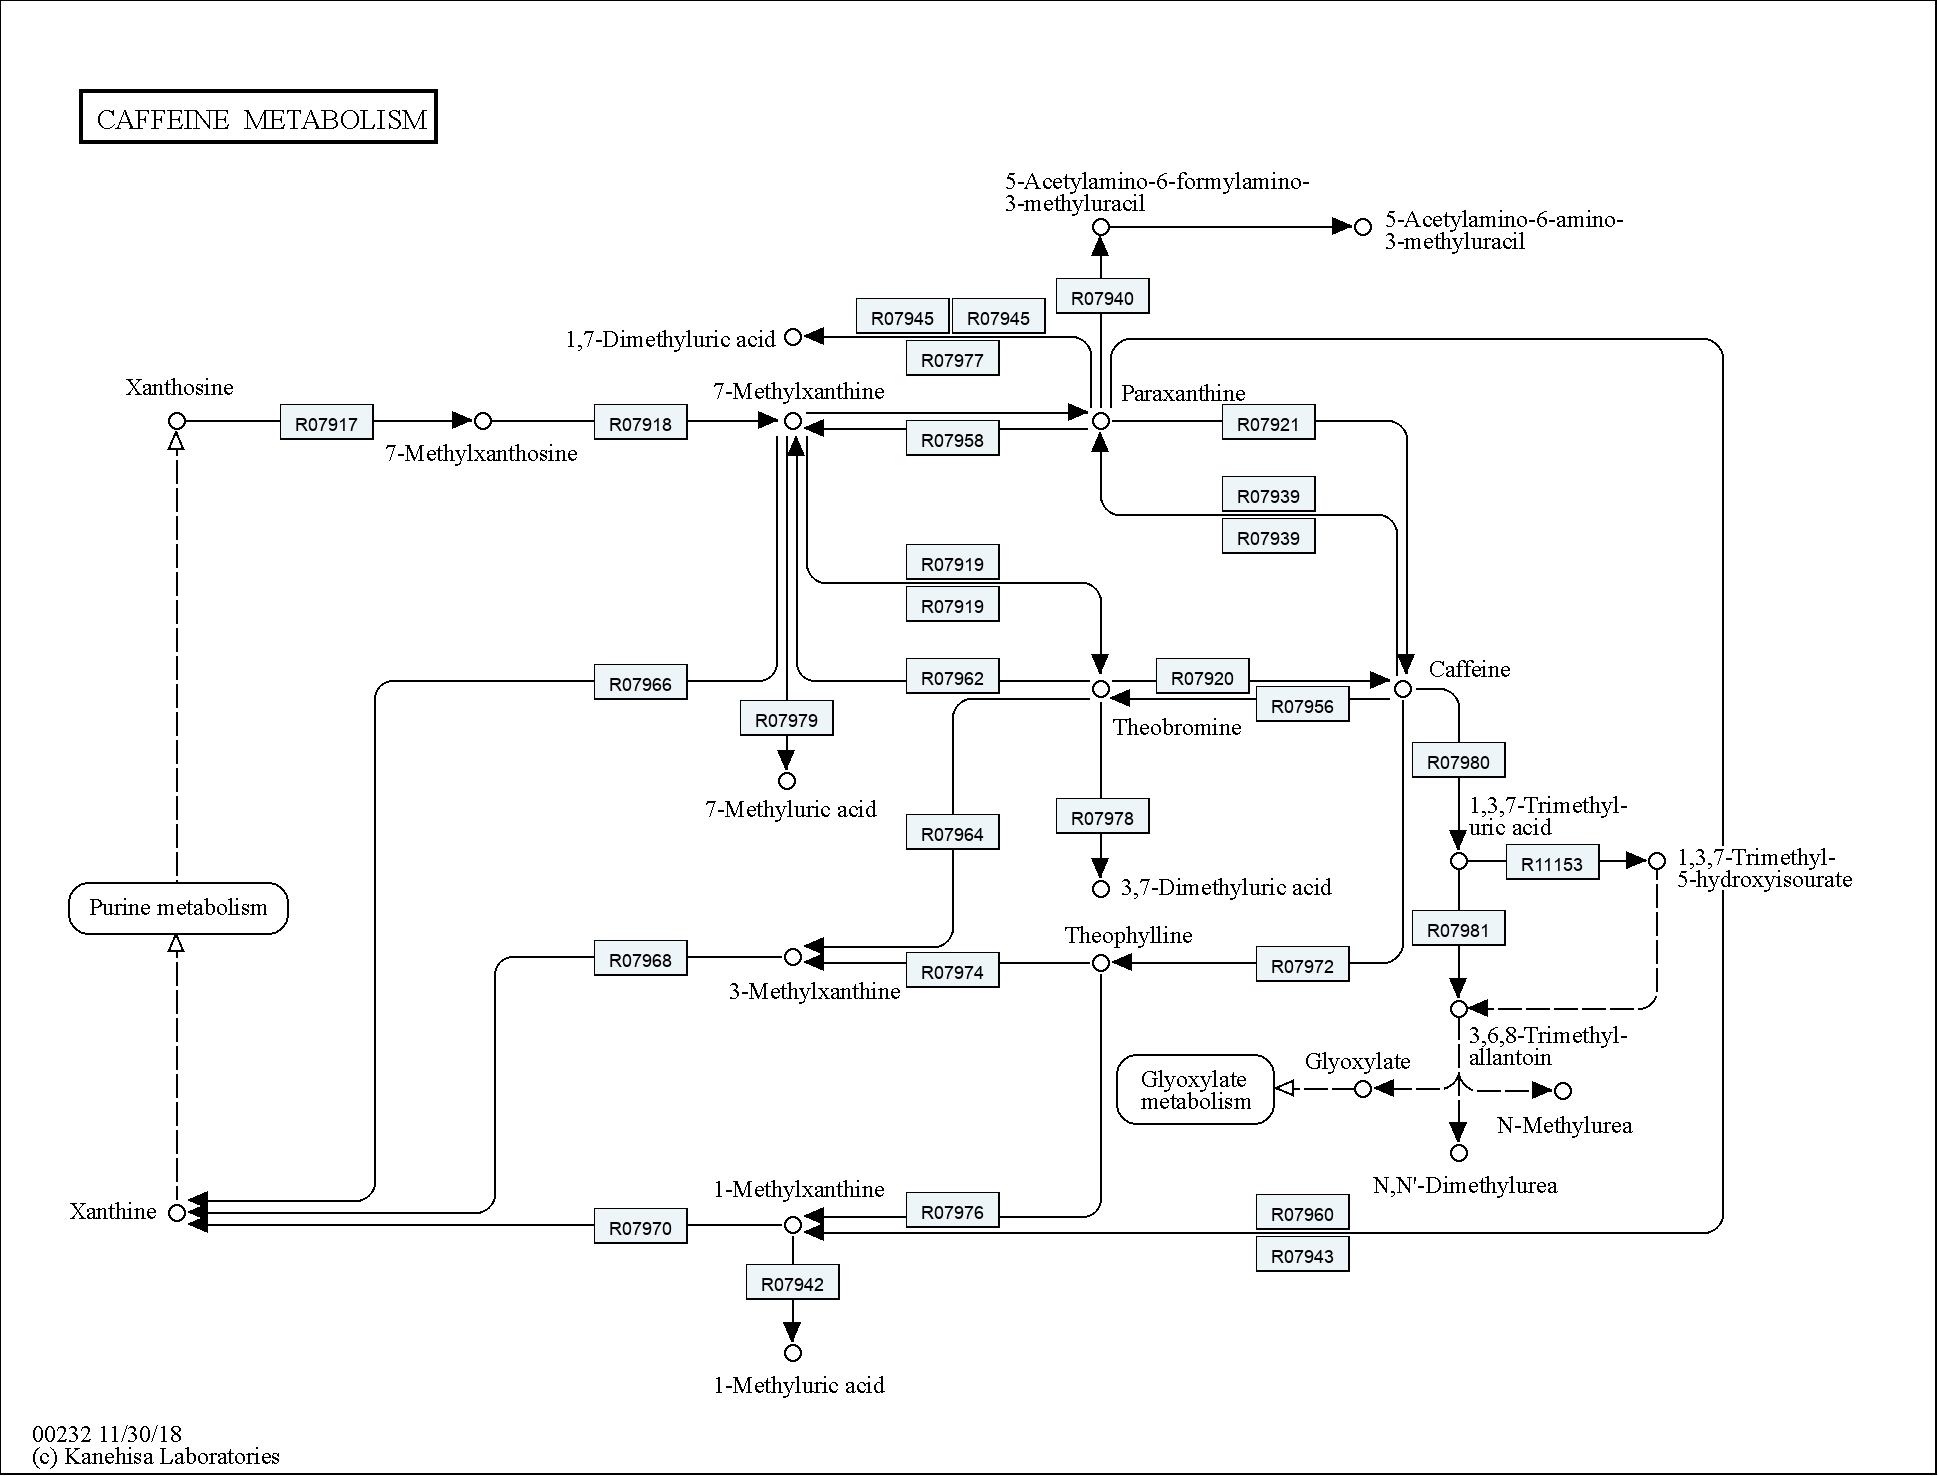 CAFFEINE METABOLISM
5-Acetylamino-6-formylamino-
3-methyluracil
5-Acetylamino-6-amino-
3-methyluracil
R07940
R07945
R07945
1,7-Dimethyluric acid
R07977
Xanthosine
7-Methylxanthine
Paraxanthine
R07917
R07918
R07921
7-Methylxanthosine
R07958
R07939
R07939
R07919
R07919
R07966
R07962
R07920
Caffeine
R07956
R07979
Theobromine
R07980
7-Methyluric acid
R07964
R07978
1,3,7-Trimethyl-
uric acid
R11153
1,3,7-Trimethyl-
5-hydroxyisourate
3,7-Dimethyluric acid
Purine metabolism
R07981
Theophylline
R07968
R07974
R07972
3-Methylxanthine
3,6,8-Trimethyl-
allantoin
Glyoxylate
Glyoxylate
metabolism
N-Methylurea
N,N'-Dimethylurea
1-Methylxanthine
Xanthine
R07976
R07960
R07970
R07943
R07942
1-Methyluric acid
00232 11/30/18
(c) Kanehisa Laboratories